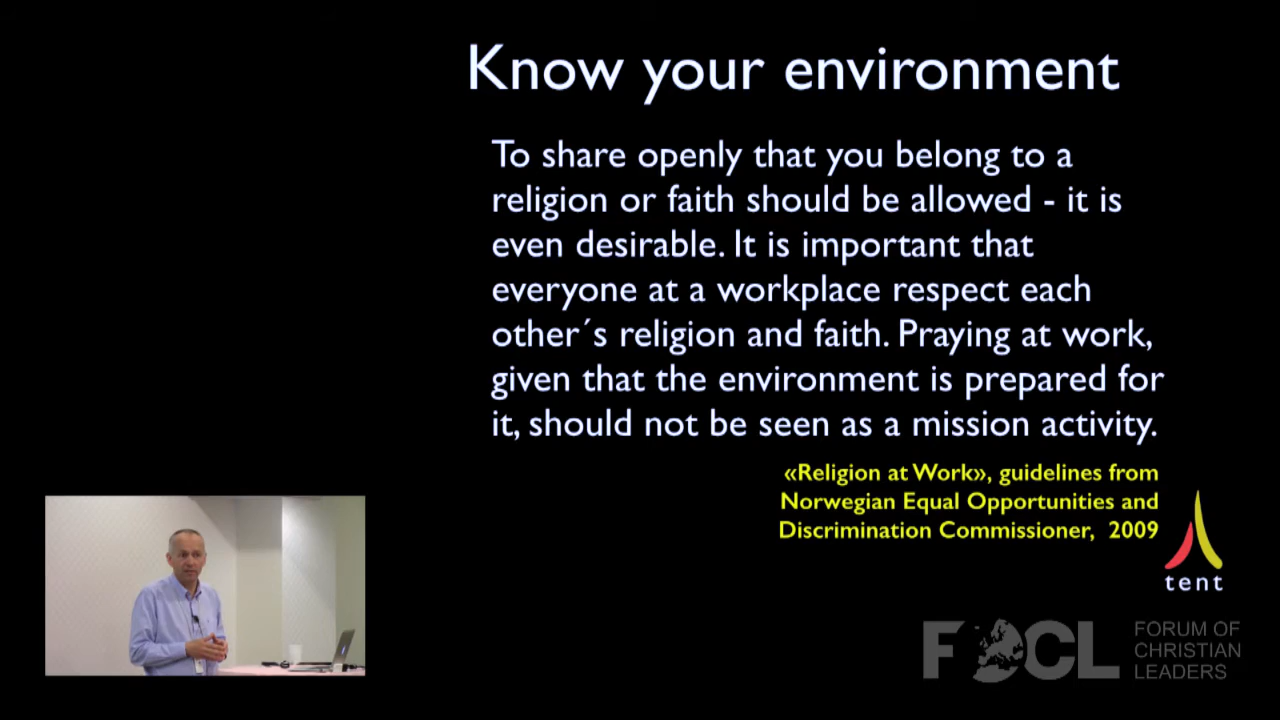 Know your environment
To share openly that you belong to a
religion or faith should be allowed - it is
even desirable. It is important that
everyone at a workplace respect each
other´s religion and faith. Praying at work,
given that the environment is prepared for
it, should not be seen as a mission activity.
«Religion at Work», guidelines from
Norwegian Equal Opportunities and
Discrimination Commissioner, 2009
tent
FOCL
FORUM OF
CHRISTIAN
LEADERS